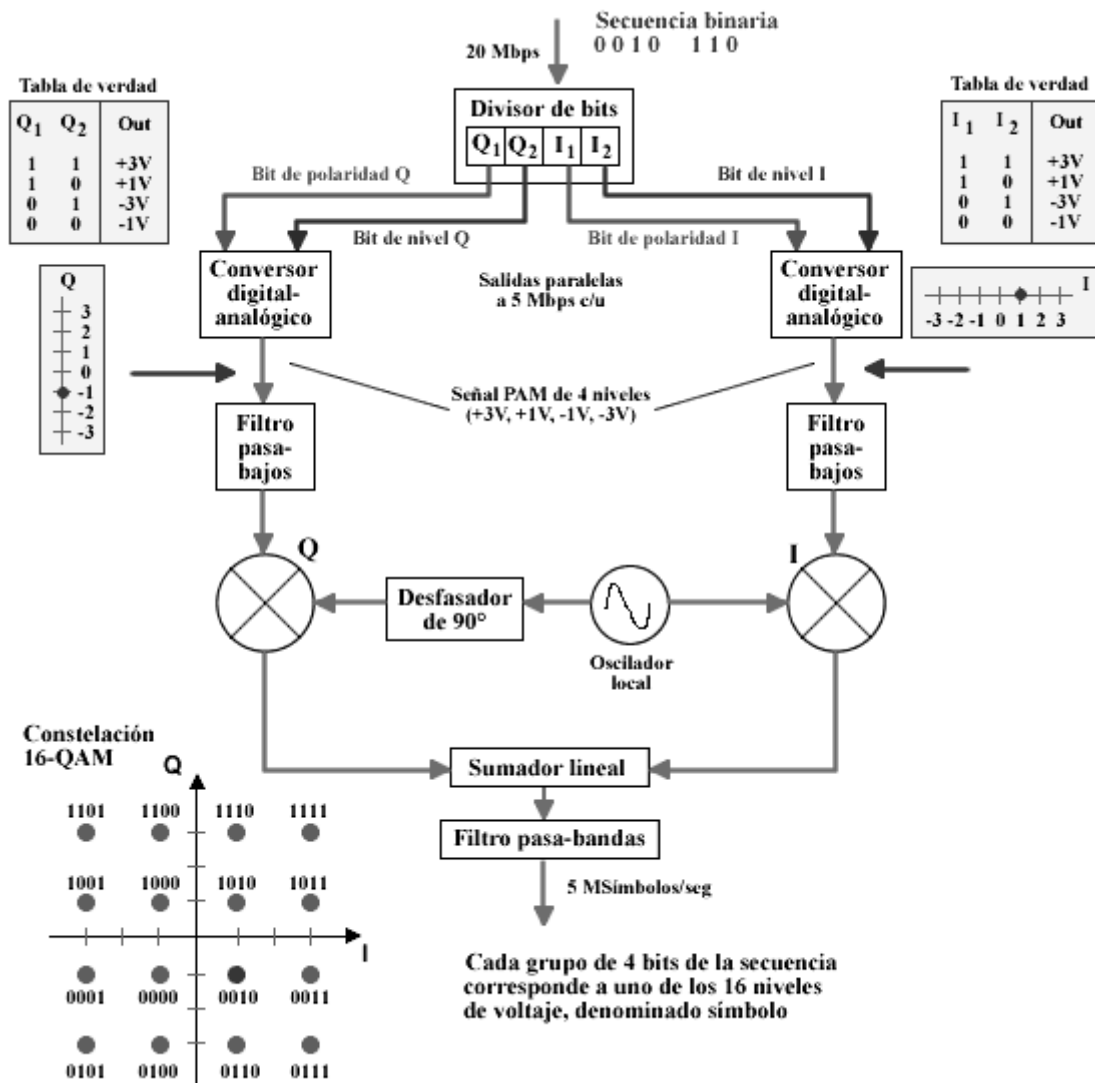 Secuencia binaria
0 0 1 0 1 1 0
20 Mbps
Tabla de verdad
Q1 Q2 Out
1 1 +3V
1 0 +1V
0 1 -3V
0 0 -1V
Tabla de verdad
I1 I2 Out
1 1 +3V
1 0 +1V
0 1 -3V
0 0 -1V
Divisor de bits
Q1 Q2 I1 I2
Bit de polaridad Q
Bit de nivel I
Bit de nivel Q
Bit de polaridad I
Conversor
digital-
analógico
Salidas paralelas
a 5 Mbps c/u
Conversor
digital-
analógico
Q
3
2
1
0
-1
-2
-3
I
-3 -2 -1 0 1 2 3
Señal PAM de 4 niveles
(+3V, +1V, -1V, -3V)
Filtro
pasa-
bajos
Filtro
pasa-
bajos
Q
I
Desfasador
de 90°
Oscilador
local
Constelación
16-QAM
Q
1101 1100 1110 1111
1001 1000 1010 1011
I
0001 0000 0010 0011
0101 0100 0110 0111
Sumador lineal
Filtro pasa-bandas
5 MSímbolos/seg
Cada grupo de 4 bits de la secuencia
corresponde a uno de los 16 niveles
de voltaje, denominado símbolo